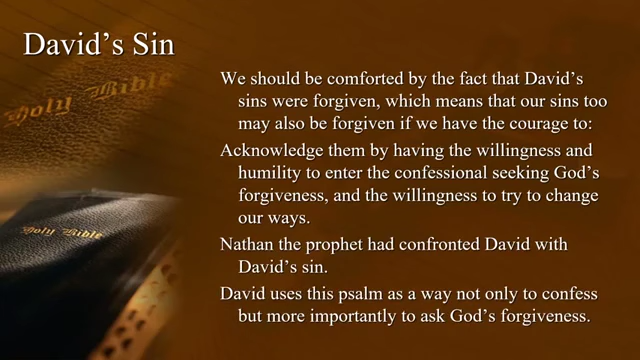 David's Sin
Holy Bible
Holy Bible
We should be comforted by the fact that David's
sins were forgiven, which means that our sins too
may also be forgiven if we have the courage to:
Acknowledge them by having the willingness and
humility to enter the confessional seeking God's
forgiveness, and the willingness to try to change
our ways.
Nathan the prophet had confronted David with
David's sin.
David uses this psalm as a way not only to confess
but more importantly to ask God's forgiveness.